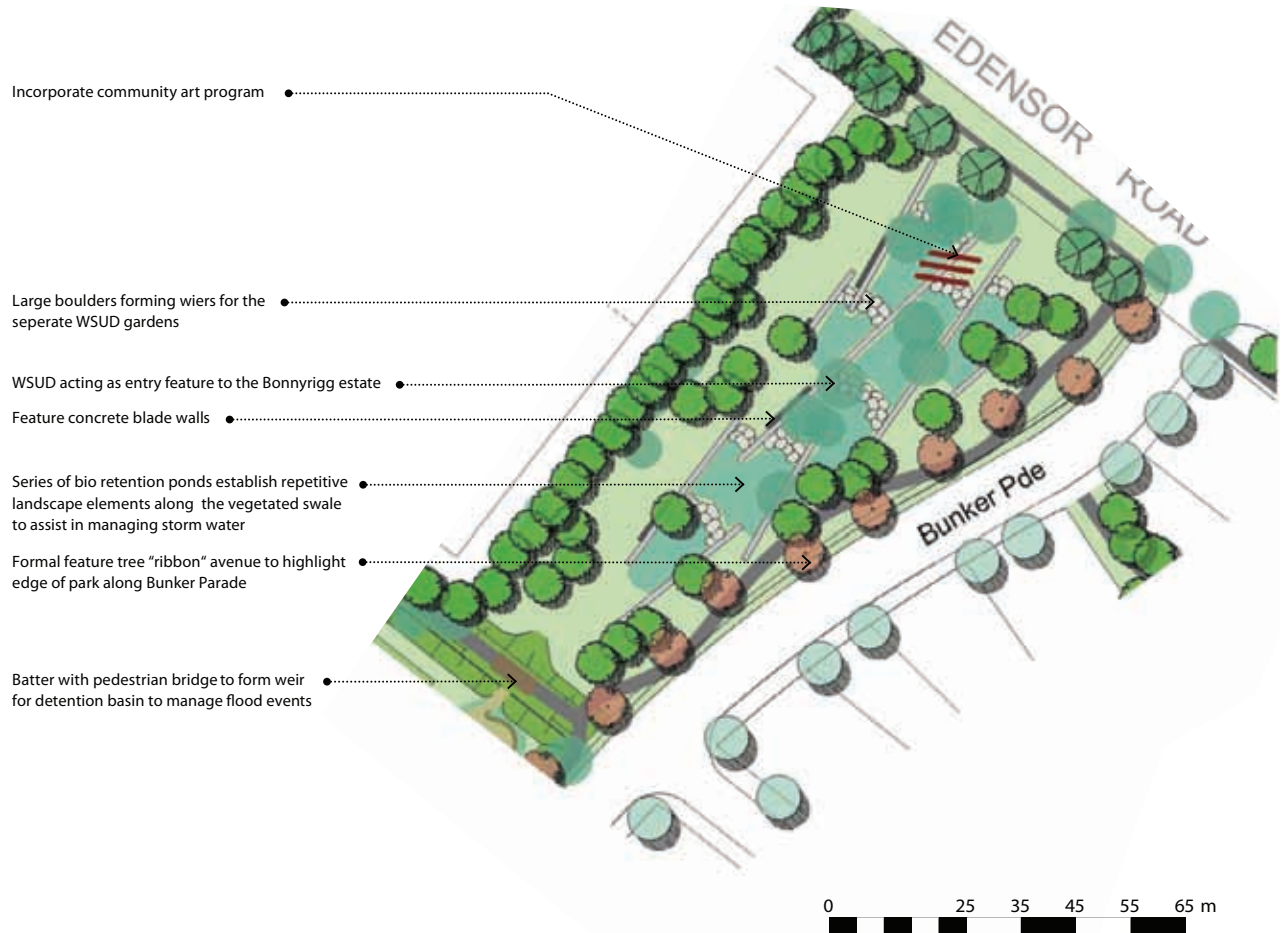 EDENSOR ROAD
Incorporate community art program
Large boulders forming wiers for the
seperate WSUD gardens
WSUD acting as entry feature to the Bonnyrigg estate
Feature concrete blade walls
Series of bio retention ponds establish repetitive
landscape elements along the vegetated swale
to assist in managing storm water
Bunker Pde
Formal feature tree "ribbon" avenue to highlight
edge of park along Bunker Parade
Batter with pedestrian bridge to form weir
for detention basin to manage flood events
0 25 35 45 55 65 m